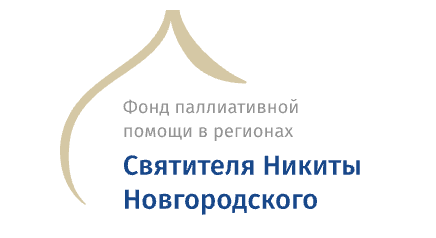 Фонд паллиативной
помощи в регионах
Святителя Никиты
Новгородского